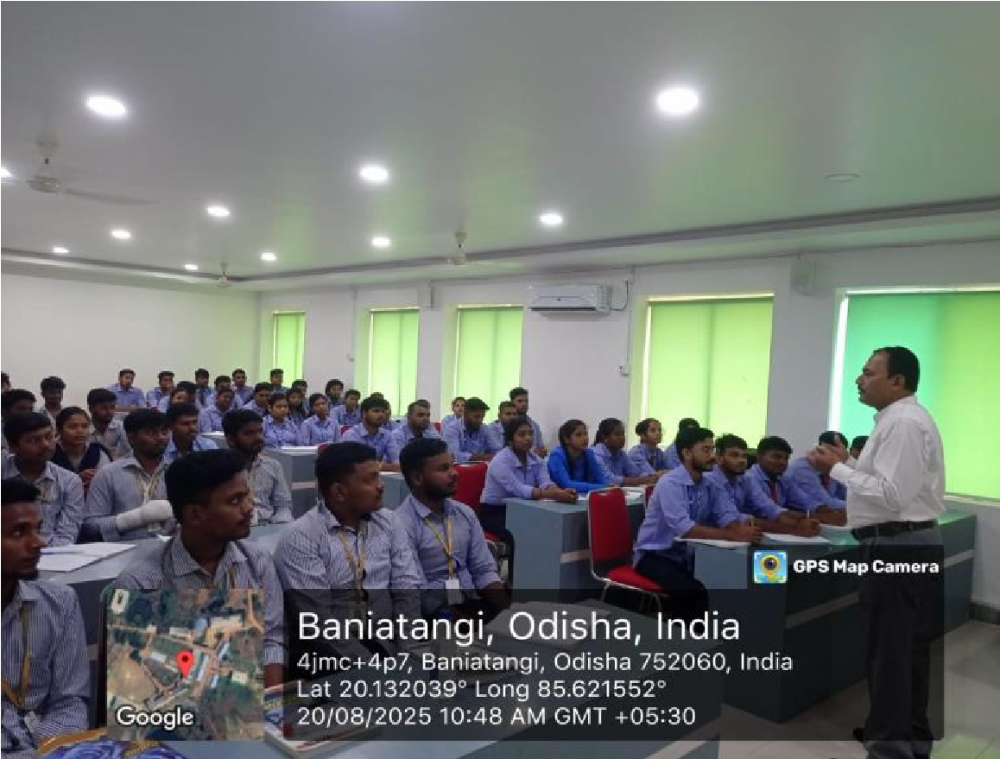 GPS Map Camera
Baniatangi, Odisha, India
4jmc+4p7, Baniatangi, Odisha 752060, India
Lat 20.132039° Long 85.621552°
20/08/2025 10:48 AM GMT +05:30
Google